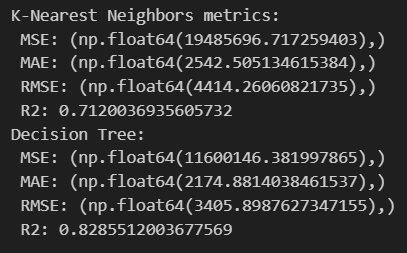 K-Nearest Neighbors metrics:
MSE: (np.float64(19485696.717259403),)
MAE: (np.float64(2542.505134615384),)
RMSE: (np.float64(4414.26060821735),)
R2: 0.7120036935605732
Decision Tree:
MSE: (np.float64(11600146.381997865),)
MAE: (np.float64(2174.8814038461537),)
RMSE: (np.float64(3405.8987627347155),)
R2: 0.8285512003677569